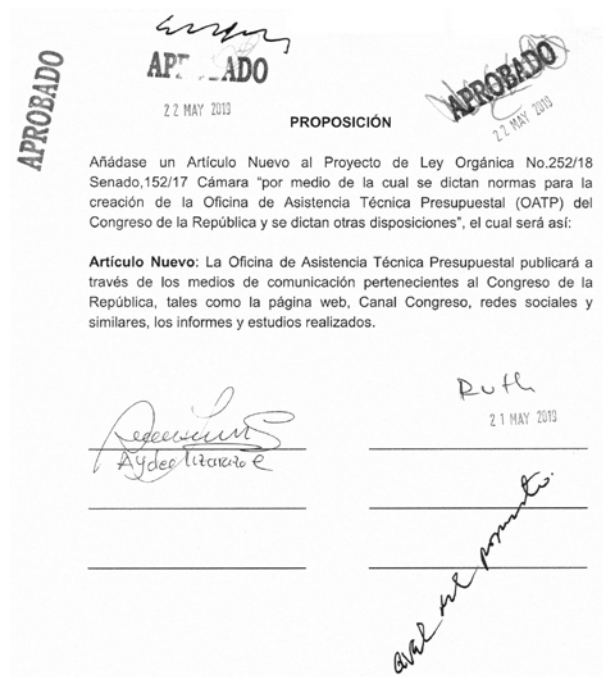 APROBADO
APROBADO
22 MAY 2019
APROBADO
22 MAY 2019
PROPOSICIÓN
Añádase un Artículo Nuevo al Proyecto de Ley Orgánica No.252/18
Senado,152/17 Cámara “por medio de la cual se dictan normas para la
creación de la Oficina de Asistencia Técnica Presupuestal (OATP) del
Congreso de la República y se dictan otras disposiciones”, el cual será así:
Artículo Nuevo: La Oficina de Asistencia Técnica Presupuestal publicará a
través de los medios de comunicación pertenecientes al Congreso de la
República, tales como la página web, Canal Congreso, redes sociales y
similares, los informes y estudios realizados.
Ruth
21 MAY 2019
Aydee Lizarazo C
aval del